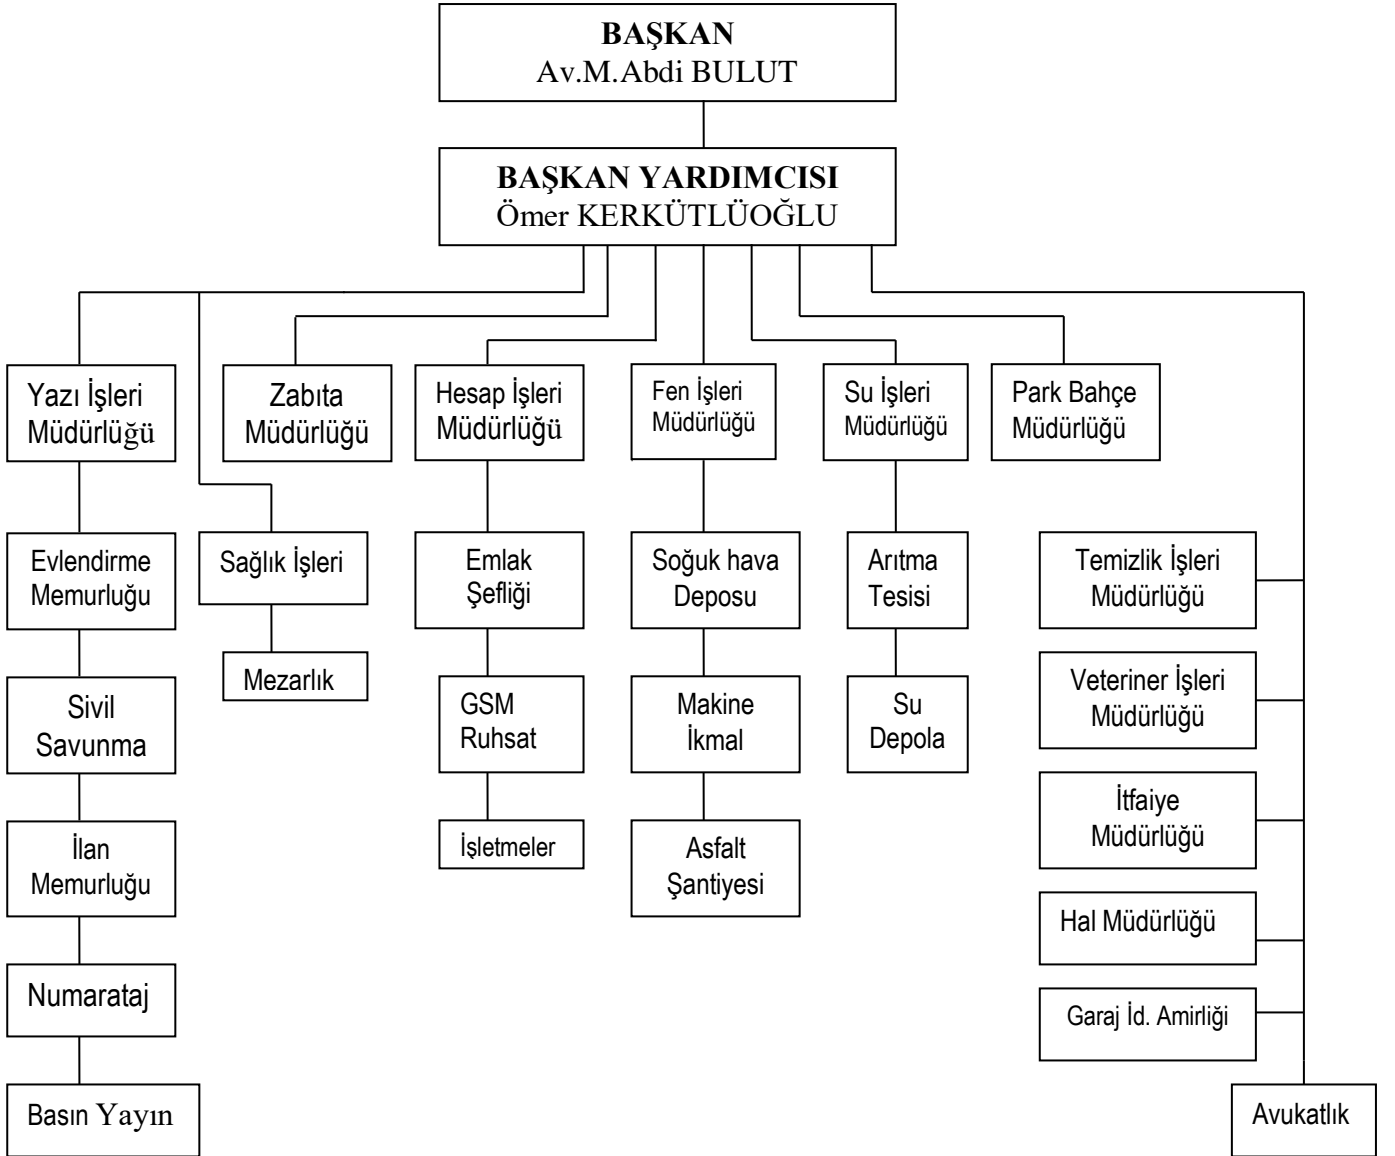 BAŞKAN
Av.M.Abdi BULUT
BAŞKAN YARDIMCISI
Ömer KERKÜTLÜOĞLU
Yazı İşleri
Müdürlüğü
Zabıta
Müdürlüğü
Hesap İşleri
Müdürlüğü
Fen İşleri
Müdürlüğü
Su İşleri
Müdürlüğü
Park Bahçe
Müdürlüğü
Evlendirme
Memurluğu
Sağlık İşleri
Emlak
Şefliği
Soğuk hava
Deposu
Arıtma
Tesisi
Temizlik İşleri
Müdürlüğü
Mezarlık
Veteriner İşleri
Müdürlüğü
Sivil
Savunma
GSM
Ruhsat
Makine
İkmal
Su
Depola
İtfaiye
Müdürlüğü
İlan
Memurluğu
İşletmeler
Asfalt
Şantiyesi
Hal Müdürlüğü
Numarataj
Garaj İd. Amirliği
Basın Yayın
Avukatlık